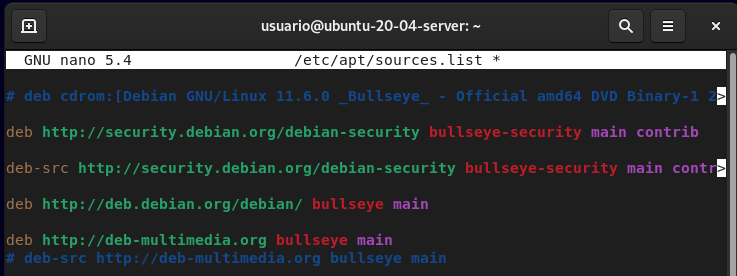 usuario@ubuntu-20-04-server: ~
GNU nano 5.4 /etc/apt/sources.list *
# deb cdrom:[Debian GNU/Linux 11.6.0 _Bullseye_ - Official amd64 DVD Binary-1 2>
deb http://security.debian.org/debian-security bullseye-security main contrib
deb-src http://security.debian.org/debian-security bullseye-security main contr>
deb http://deb.debian.org/debian/ bullseye main
deb http://deb-multimedia.org bullseye main
# deb-src http://deb-multimedia.org bullseye main